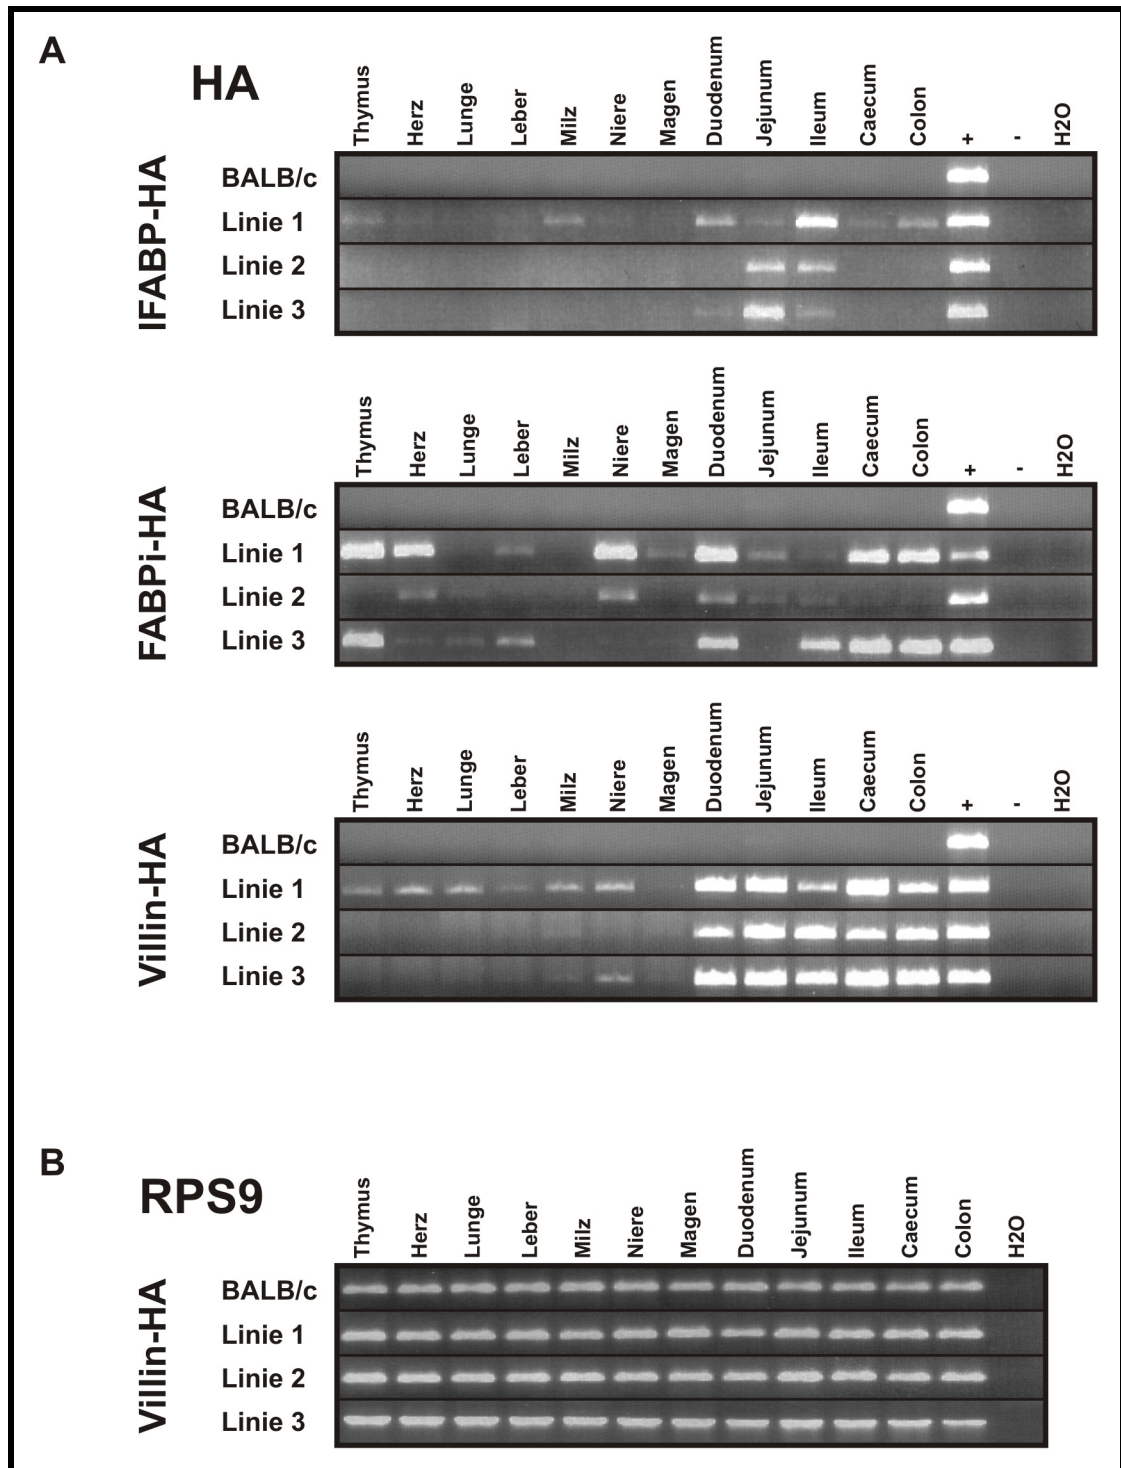 A
HA
Thymus Herz Lunge Leber Milz Niere Magen Duodenum Jejunum Ileum Caecum Colon + - H2O
IFABP-HA
BALB/c
Linie 1
Linie 2
Linie 3
Thymus Herz Lunge Leber Milz Niere Magen Duodenum Jejunum Ileum Caecum Colon + - H2O
FABPi-HA
BALB/c
Linie 1
Linie 2
Linie 3
Thymus Herz Lunge Leber Milz Niere Magen Duodenum Jejunum Ileum Caecum Colon + - H2O
Villin-HA
BALB/c
Linie 1
Linie 2
Linie 3
B
RPS9
Thymus Herz Lunge Leber Milz Niere Magen Duodenum Jejunum Ileum Caecum Colon H2O
Villin-HA
BALB/c
Linie 1
Linie 2
Linie 3